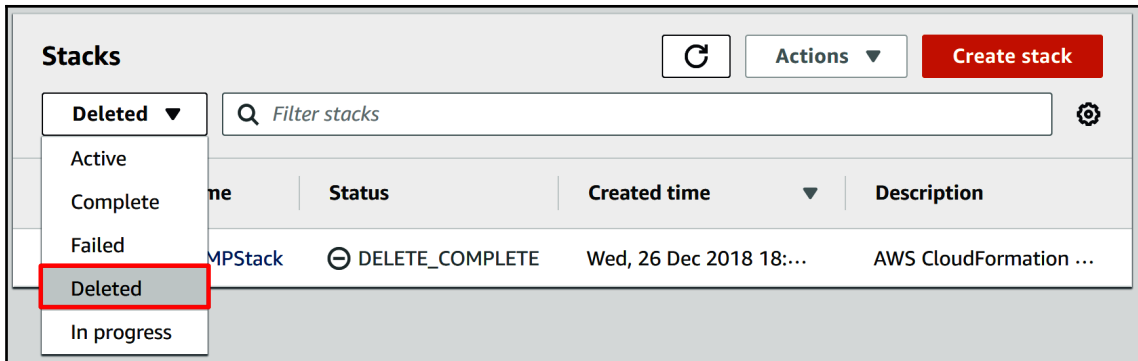 Stacks
Actions
Create stack
Deleted
Filter stacks
Active
Complete
Failed
Deleted
In progress
me
Status
Created time
Description
MPStack
DELETE_COMPLETE
Wed, 26 Dec 2018 18:...
AWS CloudFormation ...